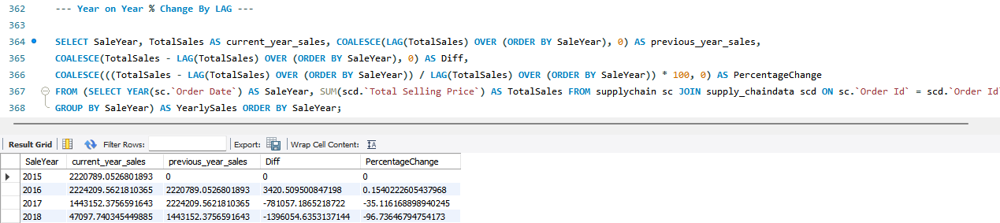 362 --- Year on Year % Change By LAG ---
363
364 SELECT SaleYear, TotalSales AS current_year_sales, COALESCE(LAG(TotalSales) OVER (ORDER BY SaleYear), 0) AS previous_year_sales,
365 COALESCE(TotalSales - LAG(TotalSales) OVER (ORDER BY SaleYear), 0) AS Diff,
366 COALESCE(((TotalSales - LAG(TotalSales) OVER (ORDER BY SaleYear)) / LAG(TotalSales) OVER (ORDER BY SaleYear)) * 100, 0) AS PercentageChange
367 FROM (SELECT YEAR(sc.`Order Date`) AS SaleYear, SUM(scd.`Total Selling Price`) AS TotalSales FROM supplychain sc JOIN supply_chaindata scd ON sc.`Order Id` = scd.`Order Id`
368 GROUP BY SaleYear) AS YearlySales ORDER BY SaleYear;
Result Grid Filter Rows: Export: Wrap Cell Content:
SaleYear current_year_sales previous_year_sales Diff PercentageChange
2015 2220789.0526801893 0 0 0
2016 2224209.5621810365 2220789.0526801893 3420.509500847198 0.1540222605437968
2017 1443152.3756591643 2224209.5621810365 -781057.1865218722 -35.116168898940245
2018 47097.740345449885 1443152.3756591643 -1396054.6353137144 -96.73646794754173